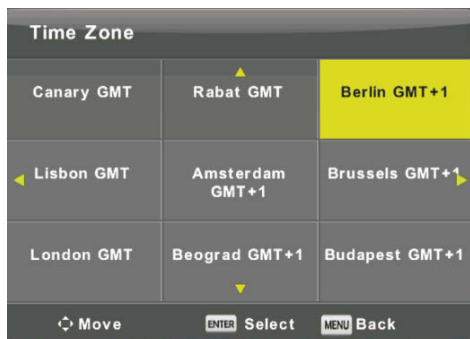 Time Zone
Canary GMT
Rabat GMT
Berlin GMT+1
Lisbon GMT
Amsterdam
GMT+1
Brussels GMT+1
London GMT
Beograd GMT+1
Budapest GMT+1
Move
ENTER Select
MENU Back